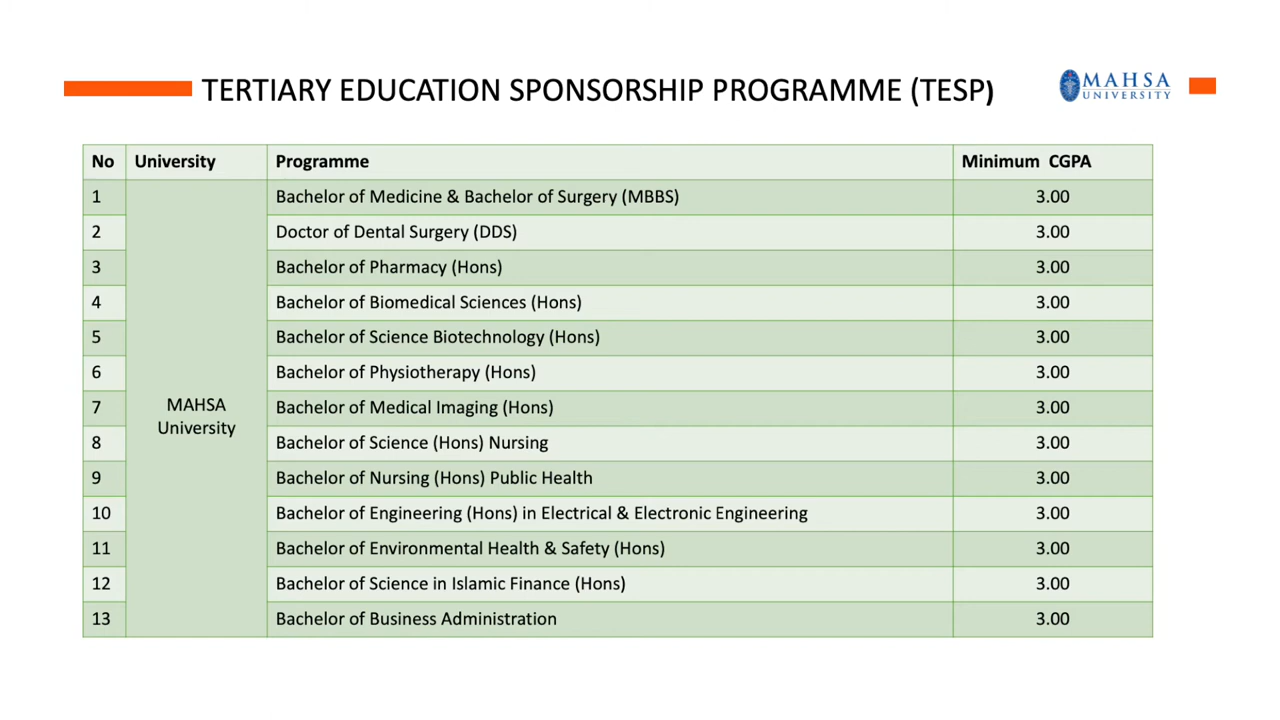 TERTIARY EDUCATION SPONSORSHIP PROGRAMME (TESP)
MAHSA
UNIVERSITY
No University Programme Minimum CGPA
1 Bachelor of Medicine & Bachelor of Surgery (MBBS) 3.00
2 Doctor of Dental Surgery (DDS) 3.00
3 Bachelor of Pharmacy (Hons) 3.00
4 Bachelor of Biomedical Sciences (Hons) 3.00
5 Bachelor of Science Biotechnology (Hons) 3.00
6 Bachelor of Physiotherapy (Hons) 3.00
MAHSA
University
7 Bachelor of Medical Imaging (Hons) 3.00
8 Bachelor of Science (Hons) Nursing 3.00
9 Bachelor of Nursing (Hons) Public Health 3.00
10 Bachelor of Engineering (Hons) in Electrical & Electronic Engineering 3.00
11 Bachelor of Environmental Health & Safety (Hons) 3.00
12 Bachelor of Science in Islamic Finance (Hons) 3.00
13 Bachelor of Business Administration 3.00